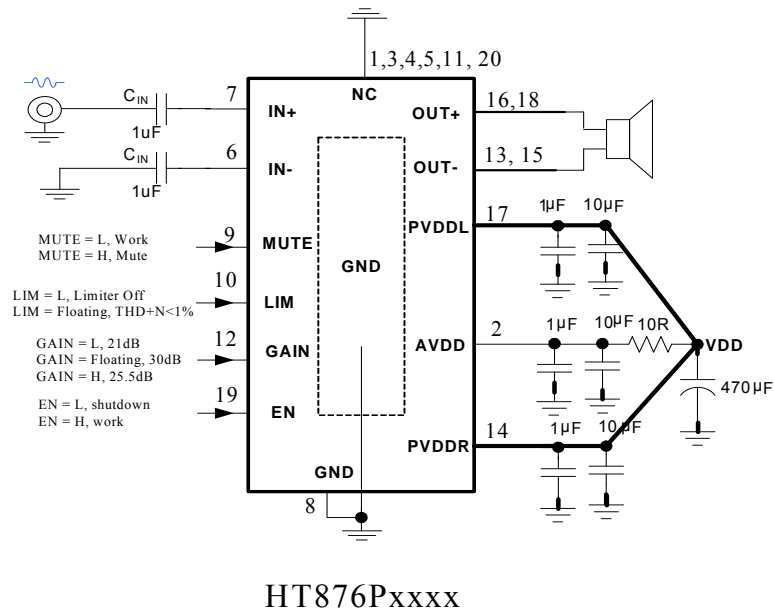 1,3,4,5,11, 20
NC
7
IN+
CIN
1uF
6
IN-
CIN
1uF
16,18
OUT+
13, 15
OUT-
17
PVDDL
1µF
10µF
MUTE = L, Work
MUTE = H, Mute
9
MUTE
GND
10
LIM
LIM = L, Limiter Off
LIM = Floating, THD+N<1%
12
GAIN
GAIN = L, 21dB
GAIN = Floating, 30dB
GAIN = H, 25.5dB
2
AVDD
1µF
10µF
10R
VDD
470µF
19
EN
EN = L, shutdown
EN = H, work
14
PVDDR
1µF
10µF
GND
8
HT876Pxxxx